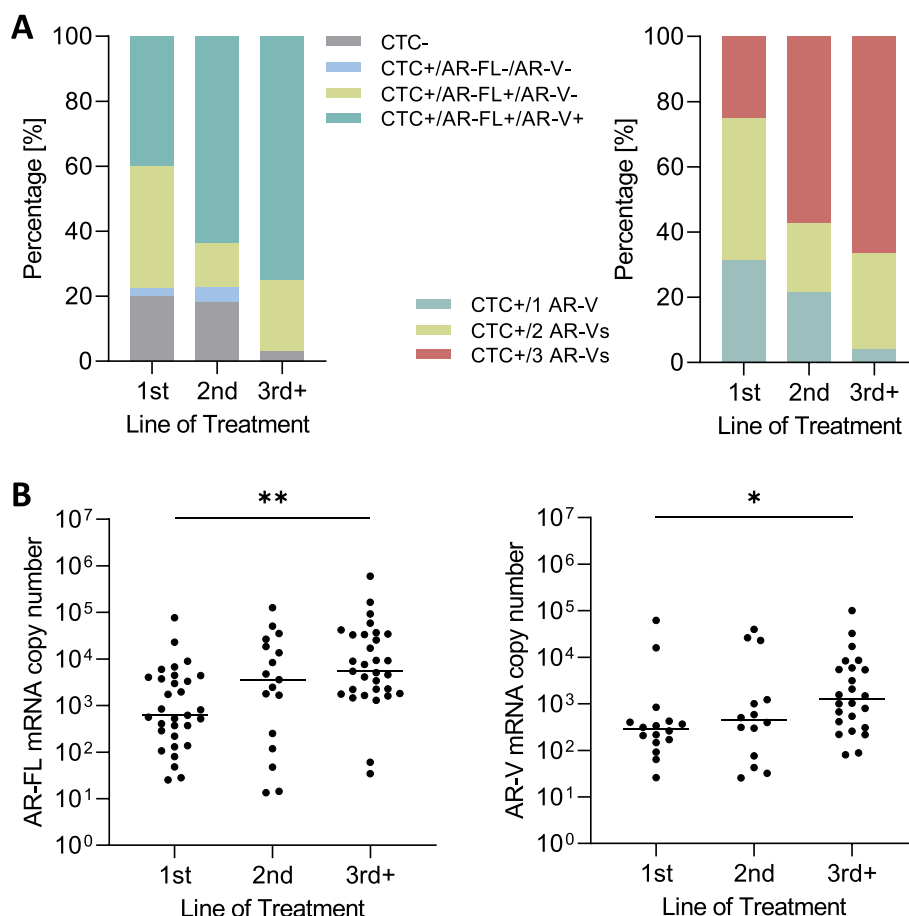 A
Percentage [%]
100
80
60
40
20
0
1st 2nd 3rd+
Line of Treatment
CTC-
CTC+/AR-FL-/AR-V-
CTC+/AR-FL+/AR-V-
CTC+/AR-FL+/AR-V+
CTC+/1 AR-V
CTC+/2 AR-Vs
CTC+/3 AR-Vs
Percentage [%]
100
80
60
40
20
0
1st 2nd 3rd+
Line of Treatment
B
AR-FL mRNA copy number
10⁷
10⁶
10⁵
10⁴
10³
10²
10¹
10⁰
**
1st 2nd 3rd+
Line of Treatment
AR-V mRNA copy number
10⁷
10⁶
10⁵
10⁴
10³
10²
10¹
10⁰
*
1st 2nd 3rd+
Line of Treatment